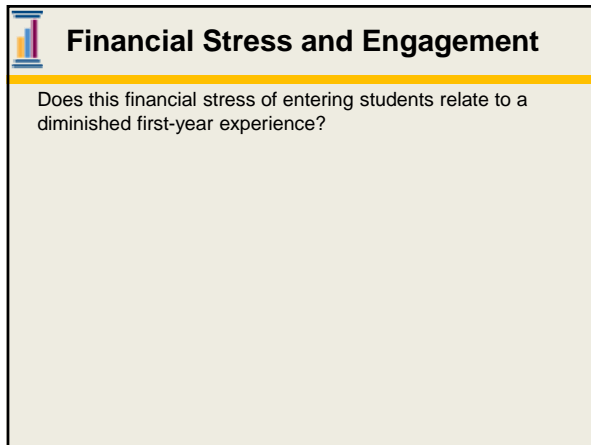 Financial Stress and Engagement
Does this financial stress of entering students relate to a
diminished first-year experience?